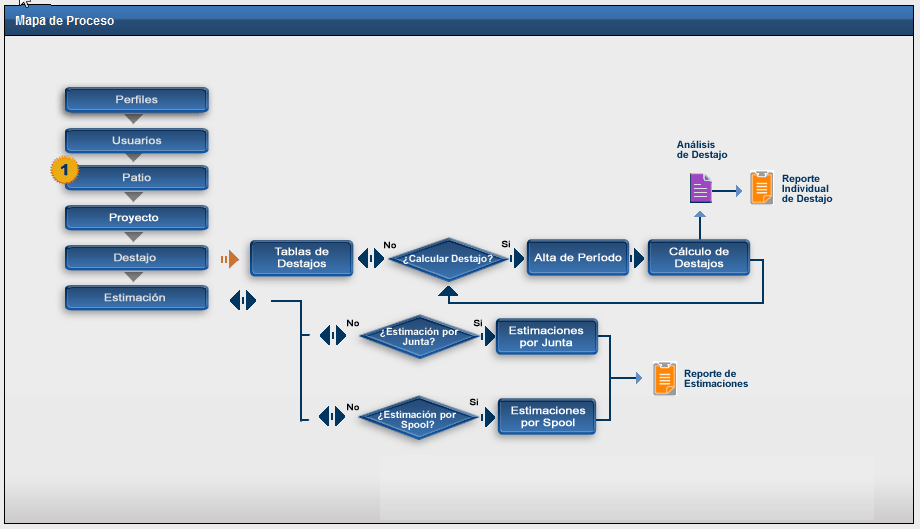 Mapa de Proceso
Perfiles
Usuarios
1
Patio
Proyecto
Destajo
Estimación
Tablas de
Destajos
No
¿Calcular Destajo?
Si
Alta de Período
Cálculo de
Destajos
Análisis
de Destajo
Reporte
Individual
de Destajo
No
¿Estimación por
Junta?
Si
Estimaciones
por Junta
No
¿Estimación por
Spool?
Si
Estimaciones
por Spool
Reporte de
Estimaciones